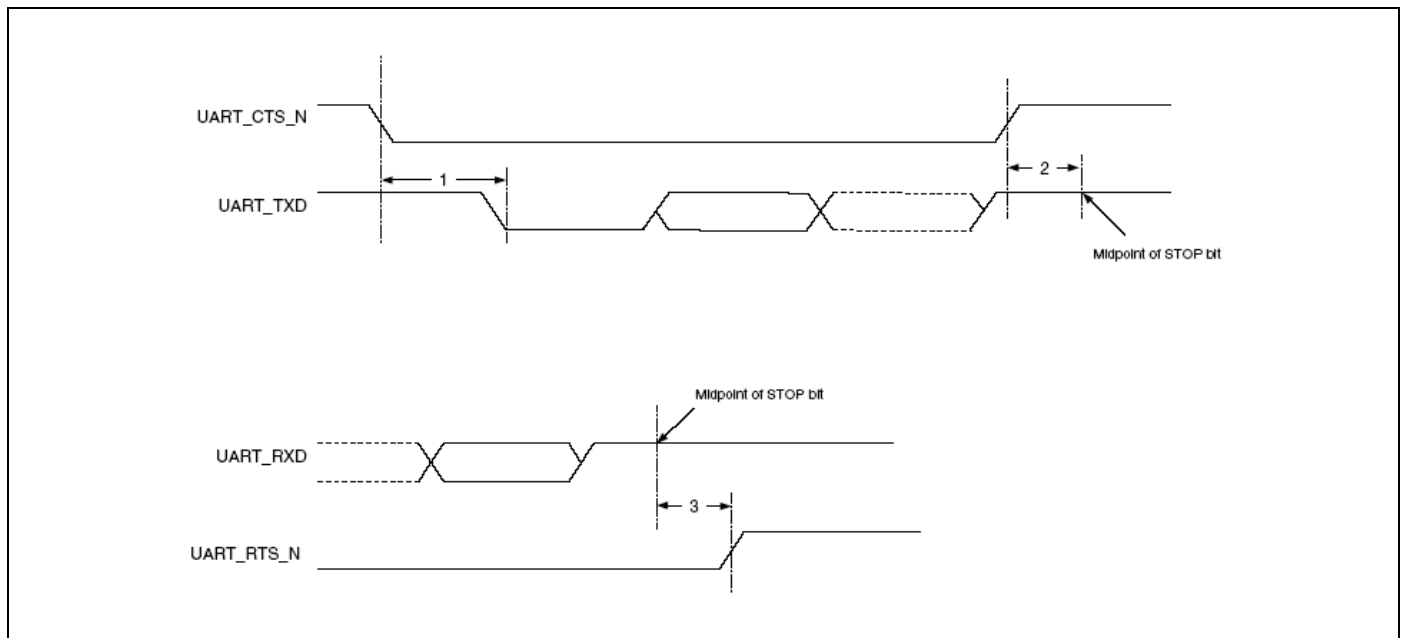 UART_CTS_N
1
2
UART_TXD
Midpoint of STOP bit
Midpoint of STOP bit
UART_RXD
3
UART_RTS_N